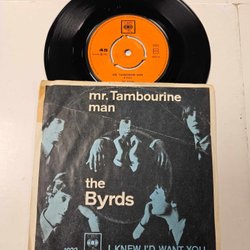 CBS
45
MR. TAMBOURINE MAN
mr. Tambourine
man
the
Byrds
CBS
I KNEW I'D WANT YOU